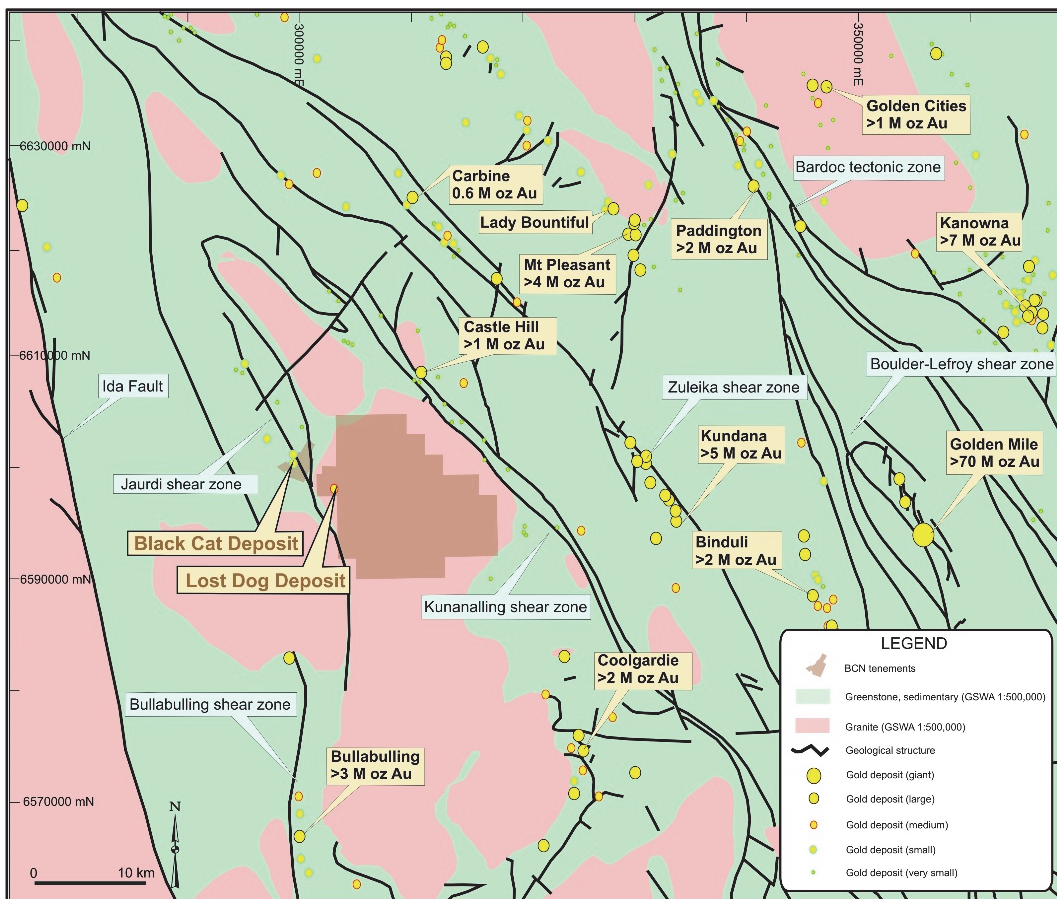 300000 mE
350000 mE
Golden Cities
>1 M oz Au
6630000 mN
Bardoc tectonic zone
Carbine
0.6 M oz Au
Lady Bountiful
Paddington
>2 M oz Au
Kanowna
>7 M oz Au
Mt Pleasant
>4 M oz Au
Castle Hill
>1 M oz Au
6610000 mN
Boulder-Lefroy shear zone
Ida Fault
Zuleika shear zone
Kundana
>5 M oz Au
Golden Mile
>70 M oz Au
Jaurdi shear zone
Black Cat Deposit
Binduli
>2 M oz Au
Lost Dog Deposit
6590000 mN
Kunanalling shear zone
Coolgardie
>2 M oz Au
Bullabulling shear zone
Bullabulling
>3 M oz Au
6570000 mN
N
0 10 km
LEGEND
BCN tenements
Greenstone, sedimentary (GSWA 1:500,000)
Granite (GSWA 1:500,000)
Geological structure
Gold deposit (giant)
Gold deposit (large)
Gold deposit (medium)
Gold deposit (small)
Gold deposit (very small)